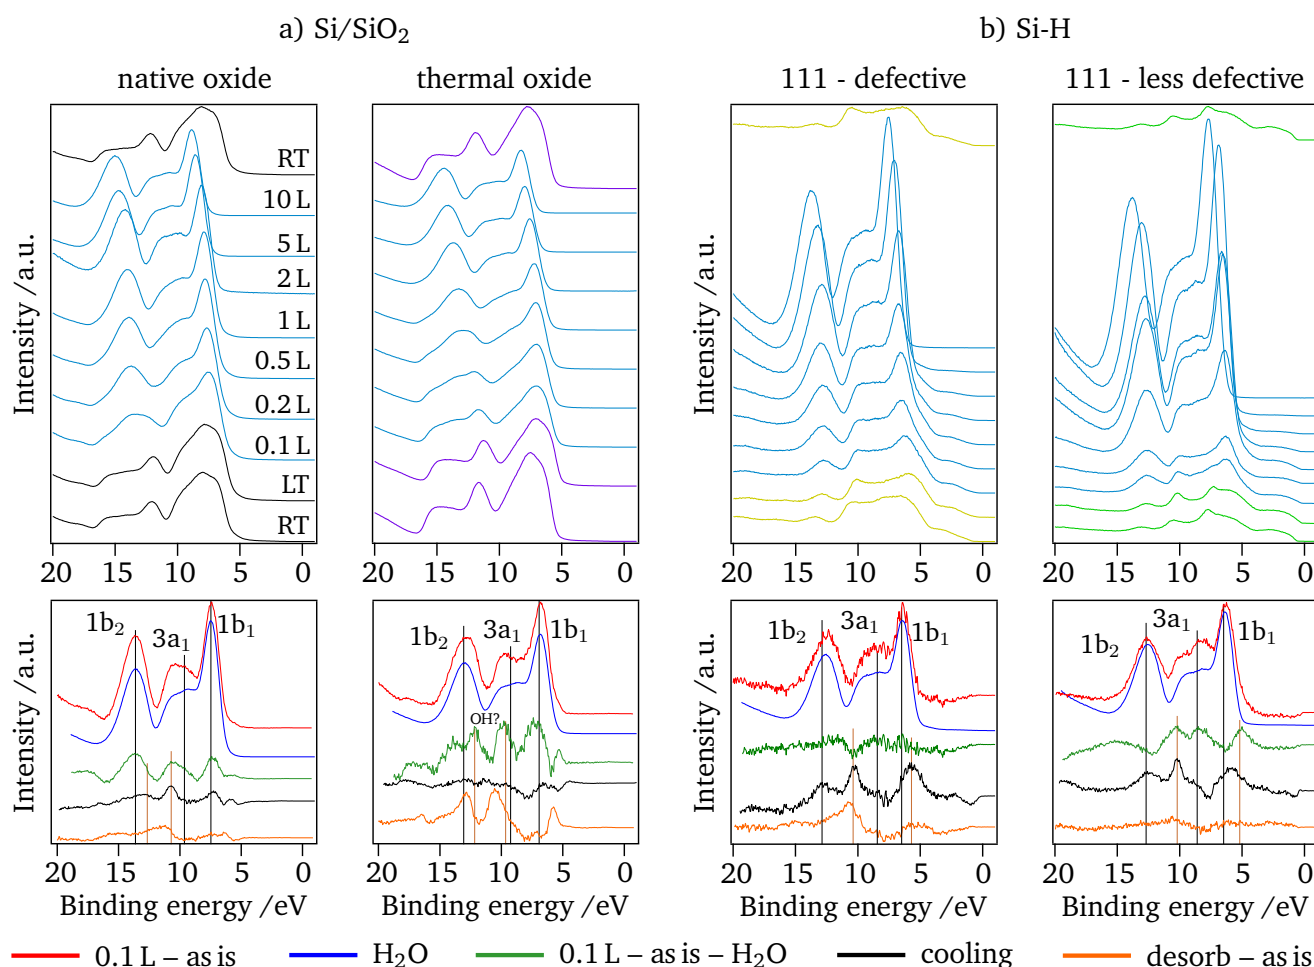 a) Si/SiO₂
b) Si-H
native oxide
thermal oxide
111 - defective
111 - less defective
Intensity /a.u.
Intensity /a.u.
RT
10 L
5 L
2 L
1 L
0.5 L
0.2 L
0.1 L
LT
RT
20 15 10 5 0
20 15 10 5 0
20 15 10 5 0
20 15 10 5 0
Intensity /a.u.
Intensity /a.u.
1b₂ 3a₁ 1b₁
1b₂ 3a₁ 1b₁
OH?
1b₂ 3a₁ 1b₁
1b₂ 3a₁ 1b₁
20 15 10 5 0
20 15 10 5 0
20 15 10 5 0
20 15 10 5 0
Binding energy /eV
Binding energy /eV
Binding energy /eV
Binding energy /eV
0.1 L – as is
H₂O
0.1 L – as is – H₂O
cooling
desorb – as is